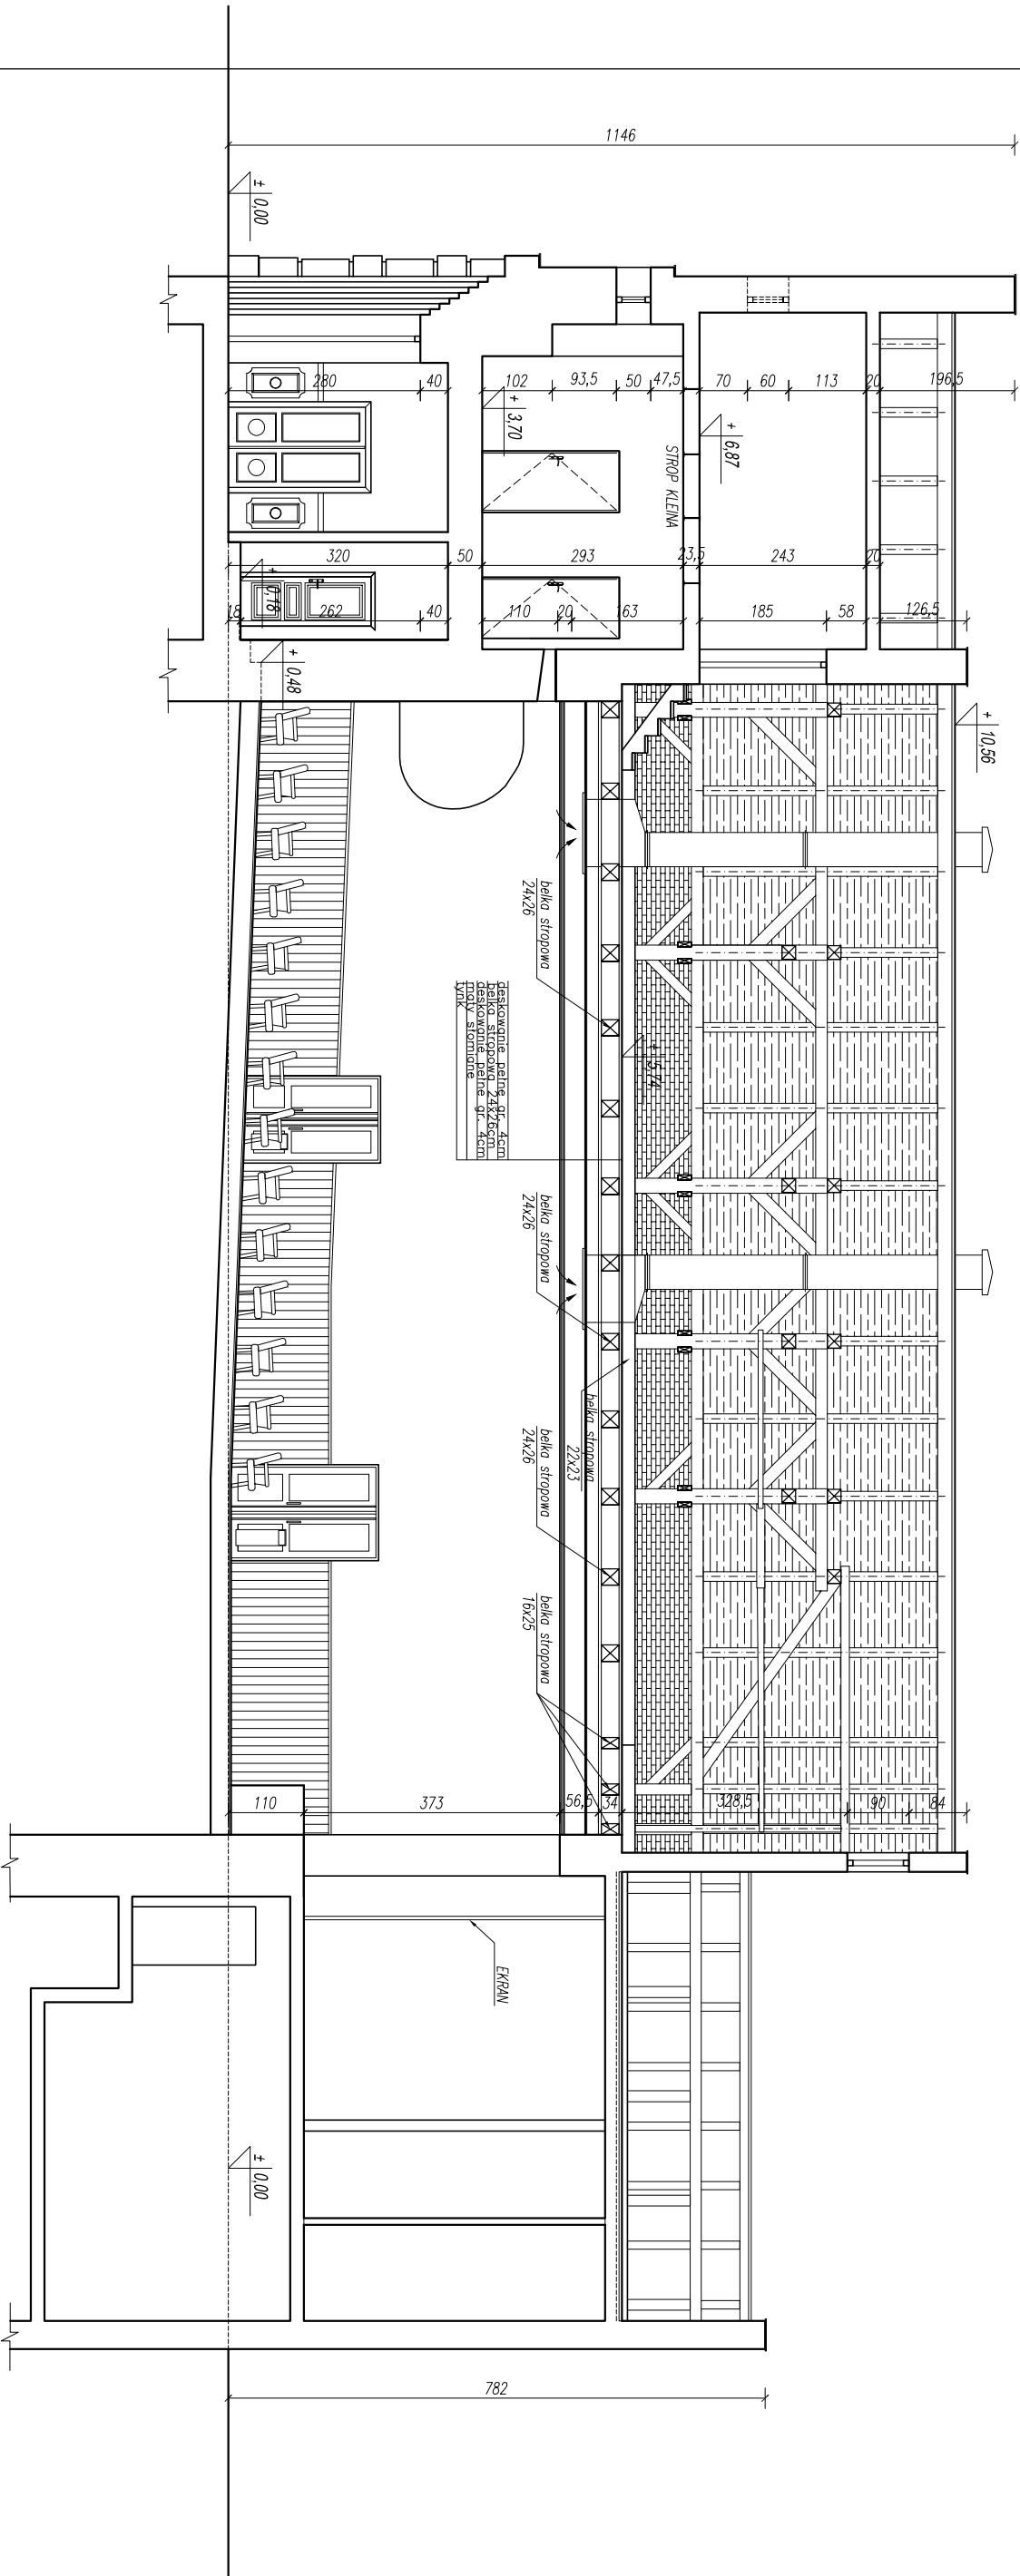 1146
± 0,00
280
40
102
93,5
50
47,5
70
60
113
20
196,5
+ 3,70
+ 6,87
STROP KLEINA
320
50
293
23,5
243
20
+ 0,18
18
262
40
110
20
163
185
58
126,5
+ 0,48
+ 10,56
belka stropowa
24x26
+ 5,74
deskowanie pełne gr. 4cm
belka stropowa 24x26cm
deskowanie pełne gr. 4cm
maty słomiane
tynk
belka stropowa
24x26
belka stropowa
22x23
belka stropowa
24x26
belka stropowa
16x25
110
373
56,5
34
328,5
90
84
EKRAN
± 0,00
782